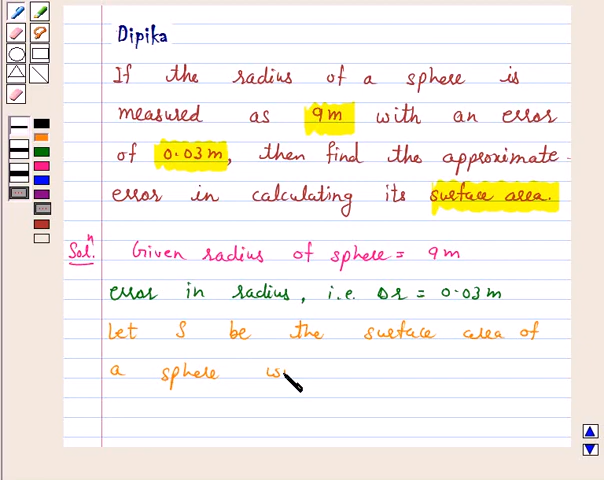 Dipika
If the radius of a sphere is
measured as 9m with an error
of 0.03m, then find the approximate
error in calculating its surface area.
Solⁿ. Given radius of sphere = 9m
error in radius, i.e. Δr = 0.03m
Let S be the surface area of
a sphere